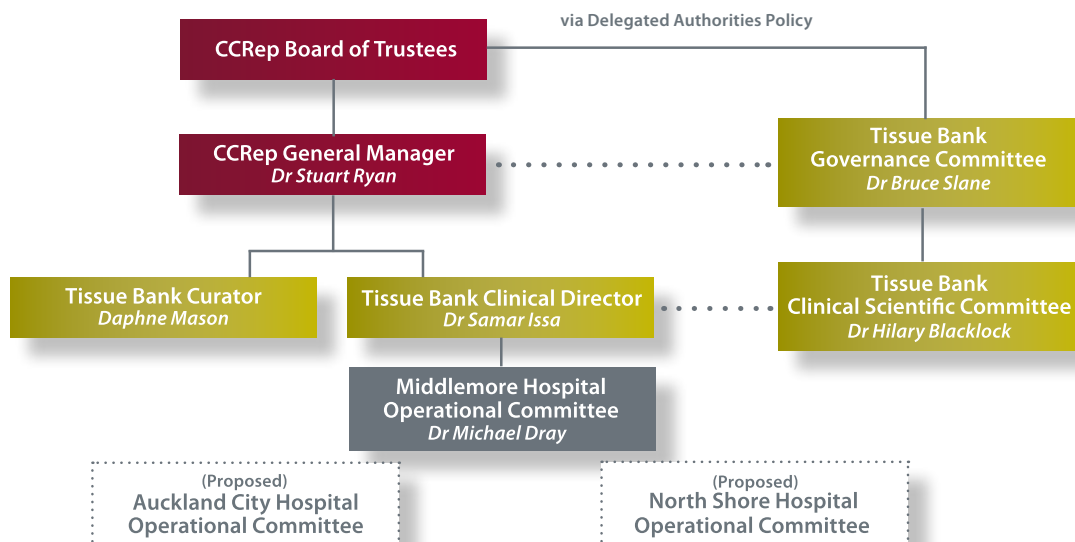 via Delegated Authorities Policy
CCRep Board of Trustees
CCRep General Manager
Dr Stuart Ryan
Tissue Bank
Governance Committee
Dr Bruce Slane
Tissue Bank Curator
Daphne Mason
Tissue Bank Clinical Director
Dr Samar Issa
Tissue Bank
Clinical Scientific Committee
Dr Hilary Blacklock
Middlemore Hospital
Operational Committee
Dr Michael Dray
(Proposed)
Auckland City Hospital
Operational Committee
(Proposed)
North Shore Hospital
Operational Committee